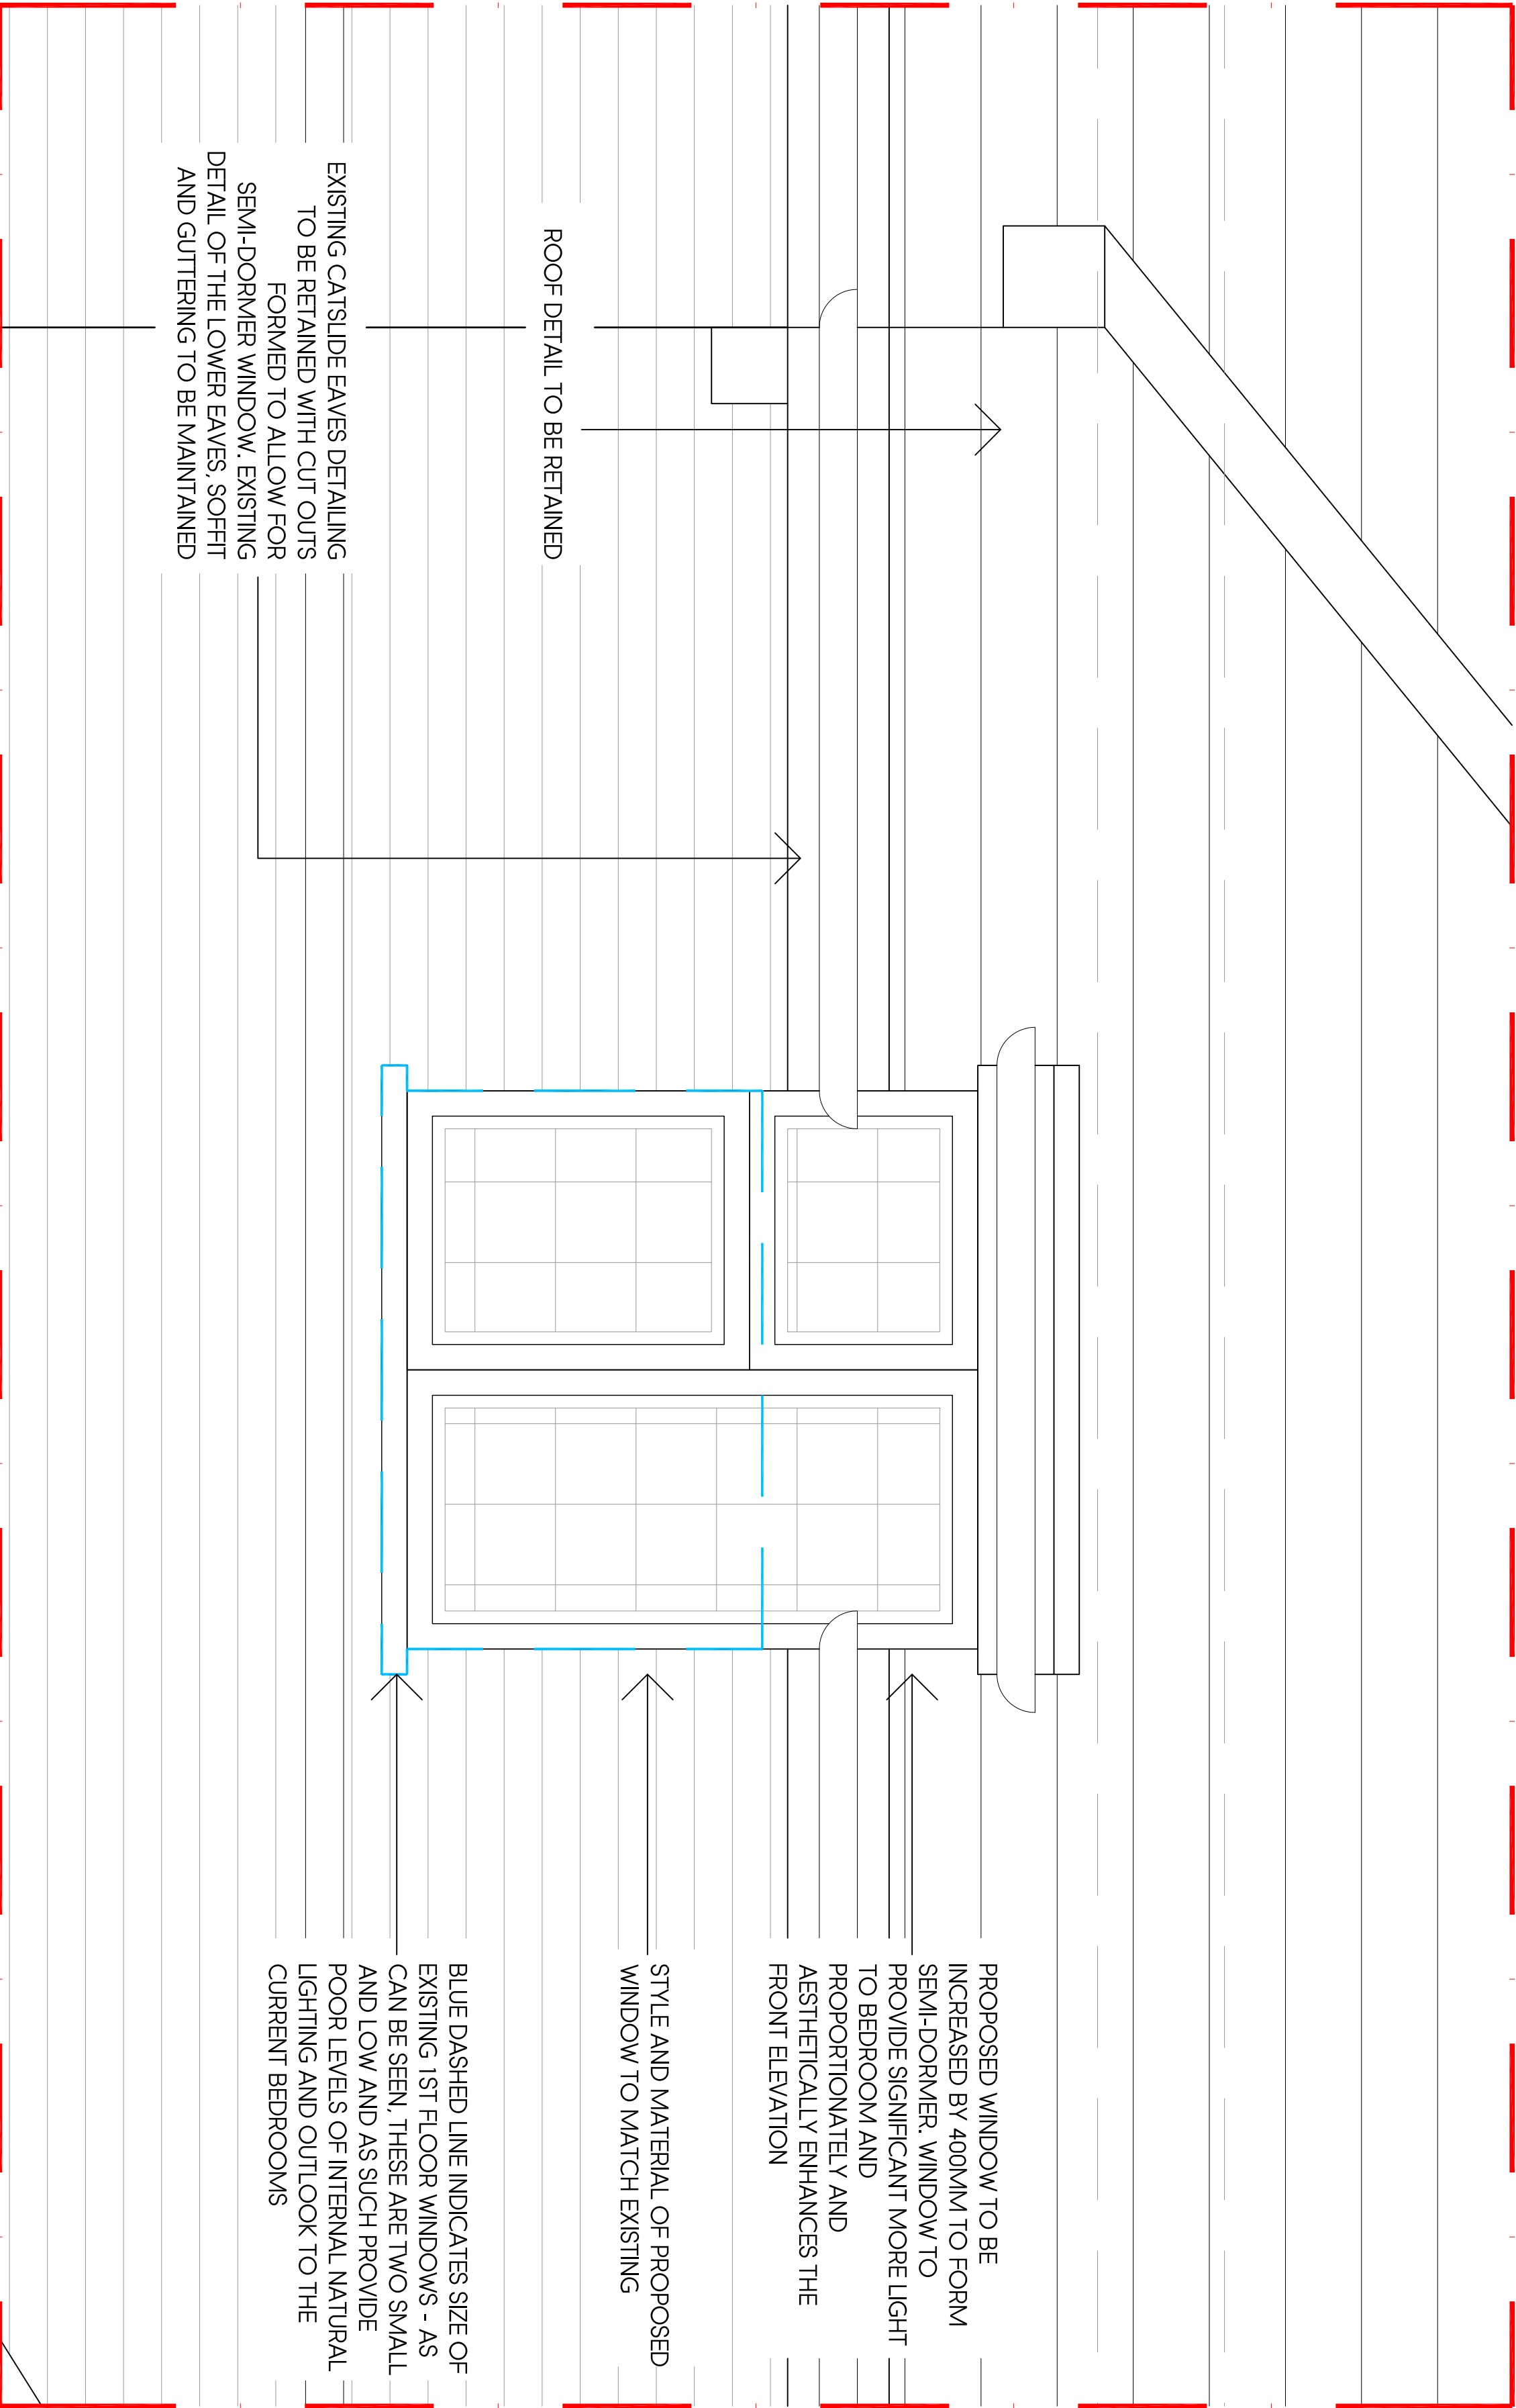 PROPOSED WINDOW TO BE
INCREASED BY 400MM TO FORM
SEMI-DORMER. WINDOW TO
PROVIDE SIGNIFICANT MORE LIGHT
TO BEDROOM AND
PROPORTIONATELY AND
AESTHETICALLY ENHANCES THE
FRONT ELEVATION
STYLE AND MATERIAL OF PROPOSED
WINDOW TO MATCH EXISTING
BLUE DASHED LINE INDICATES SIZE OF
EXISTING 1ST FLOOR WINDOWS - AS
CAN BE SEEN, THESE ARE TWO SMALL
AND LOW AND AS SUCH PROVIDE
POOR LEVELS OF INTERNAL NATURAL
LIGHTING AND OUTLOOK TO THE
CURRENT BEDROOMS
ROOF DETAIL TO BE RETAINED
EXISTING CATSLIDE EAVES DETAILING
TO BE RETAINED WITH CUT OUTS
FORMED TO ALLOW FOR
SEMI-DORMER WINDOW. EXISTING
DETAIL OF THE LOWER EAVES, SOFFIT
AND GUTTERING TO BE MAINTAINED